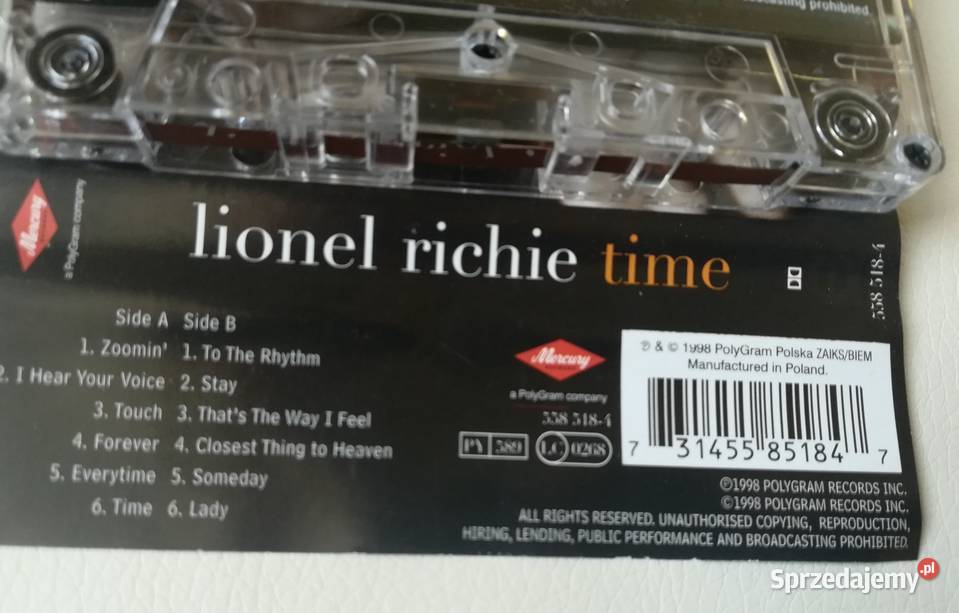 broadcasting prohibited.
Mercury
a PolyGram company
lionel richie time
558 518-4
Side A
1. Zoomin'
2. I Hear Your Voice
3. Touch
4. Forever
5. Everytime
6. Time
Side B
1. To The Rhythm
2. Stay
3. That's The Way I Feel
4. Closest Thing to Heaven
5. Someday
6. Lady
Mercury
a PolyGram company
558 518-4
PY 589 LC 0268
℗ & © 1998 PolyGram Polska ZAIKS/BIEM
Manufactured in Poland.
7 31455 85184 7
℗1998 POLYGRAM RECORDS INC.
©1998 POLYGRAM RECORDS INC.
ALL RIGHTS RESERVED. UNAUTHORISED COPYING, REPRODUCTION,
HIRING, LENDING, PUBLIC PERFORMANCE AND BROADCASTING PROHIBITED.
Sprzedajemy.pl